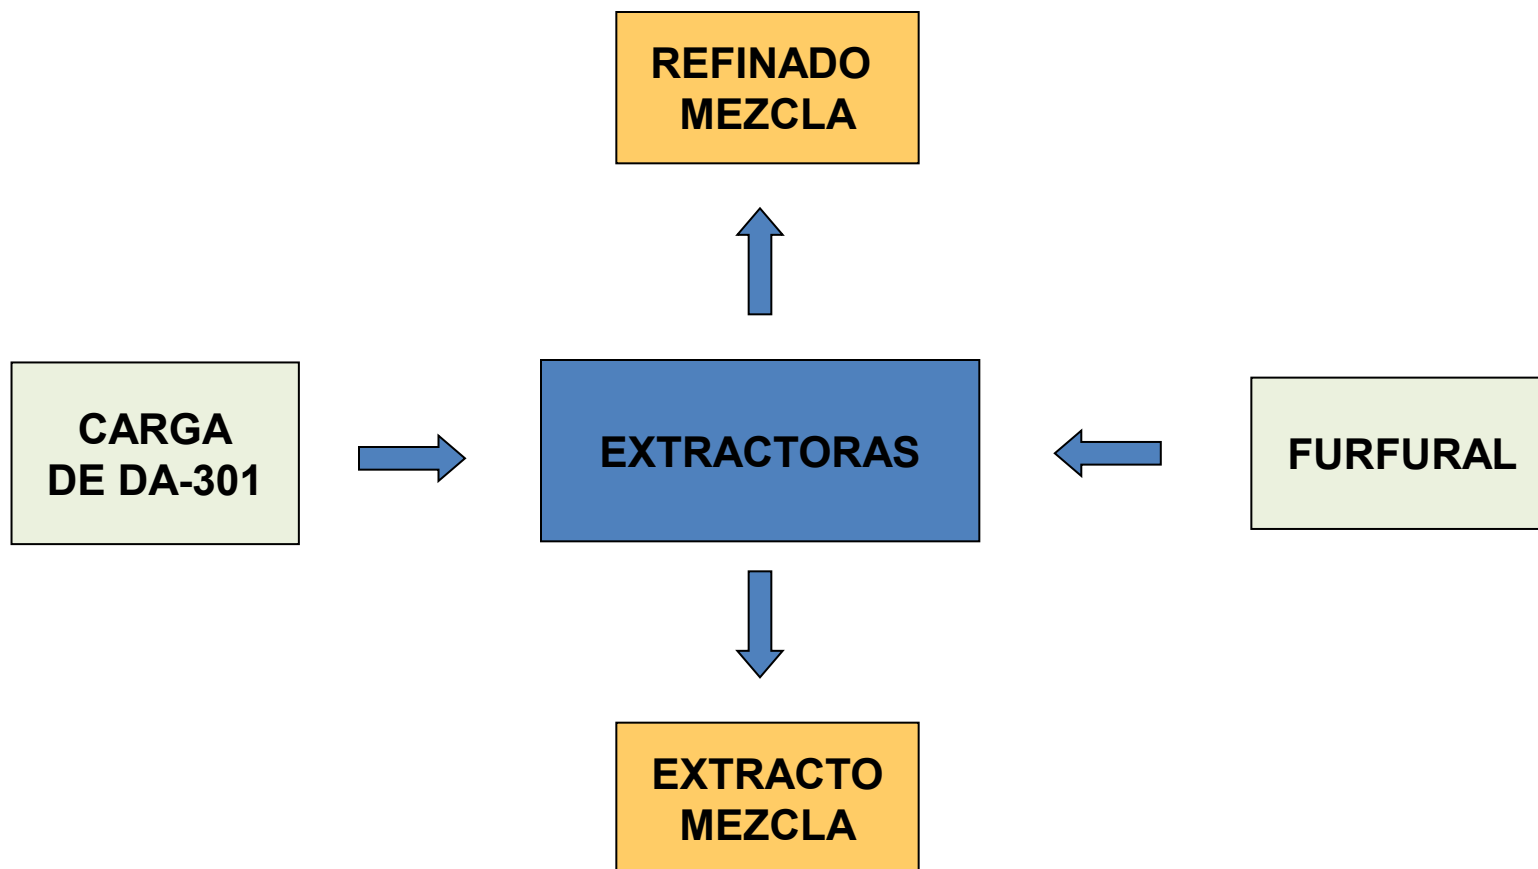 REFINADO
MEZCLA
CARGA
DE DA-301
EXTRACTORAS
FURFURAL
EXTRACTO
MEZCLA